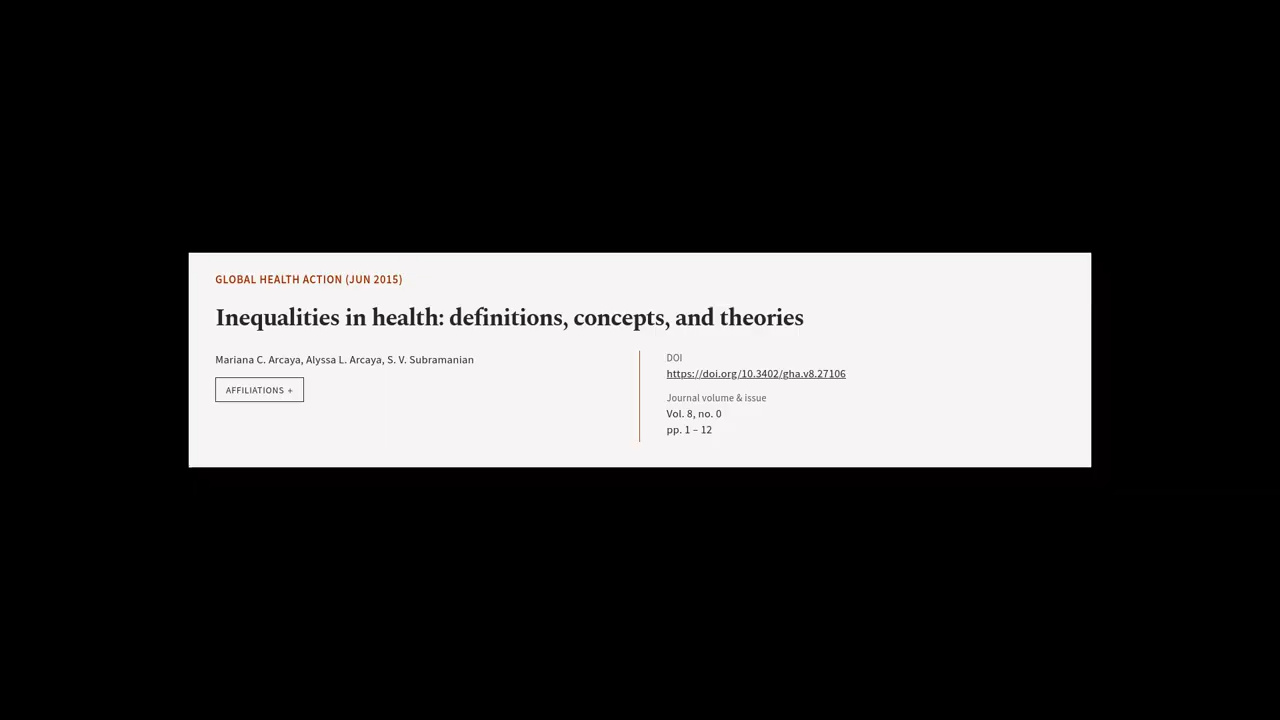 GLOBAL HEALTH ACTION (JUN 2015)
Inequalities in health: definitions, concepts, and theories
Mariana C. Arcaya, Alyssa L. Arcaya, S. V. Subramanian
AFFILIATIONS +
DOI
https://doi.org/10.3402/gha.v8.27106
Journal volume & issue
Vol. 8, no. 0
pp. 1 – 12